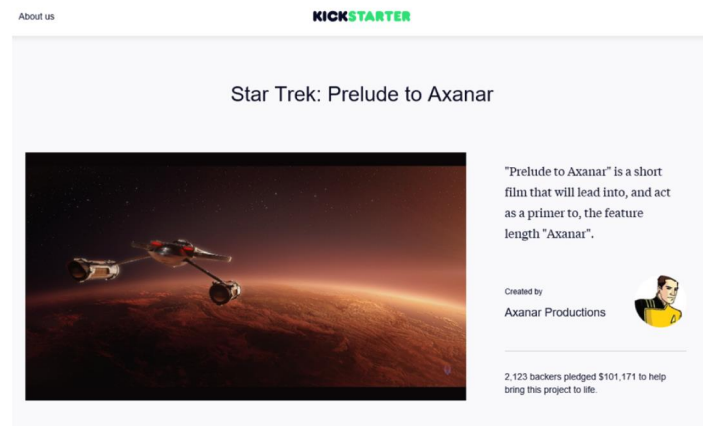 About us
KICKSTARTER
Star Trek: Prelude to Axanar
"Prelude to Axanar" is a short
film that will lead into, and act
as a primer to, the feature
length "Axanar".
Created by
Axanar Productions
2,123 backers pledged $101,171 to help
bring this project to life.